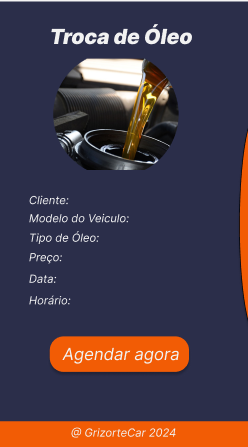 Troca de Óleo
Cliente:
Modelo do Veiculo:
Tipo de Óleo:
Preço:
Data:
Horário:
Agendar agora
@ GrizorteCar 2024